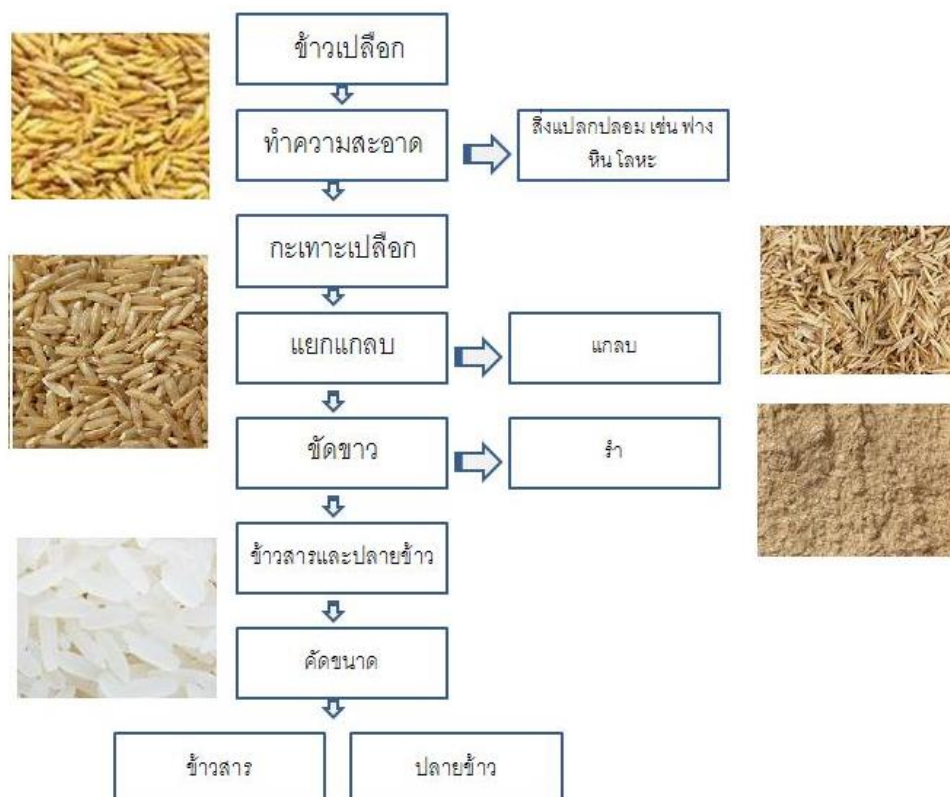 ข้าวเปลือก
ทำความสะอาด
สิ่งแปลกปลอม เช่น ฟาง
หิน โลหะ
กะเทาะเปลือก
แยกแกลบ
แกลบ
ขัดขาว
รำ
ข้าวสารและปลายข้าว
คัดขนาด
ข้าวสาร
ปลายข้าว